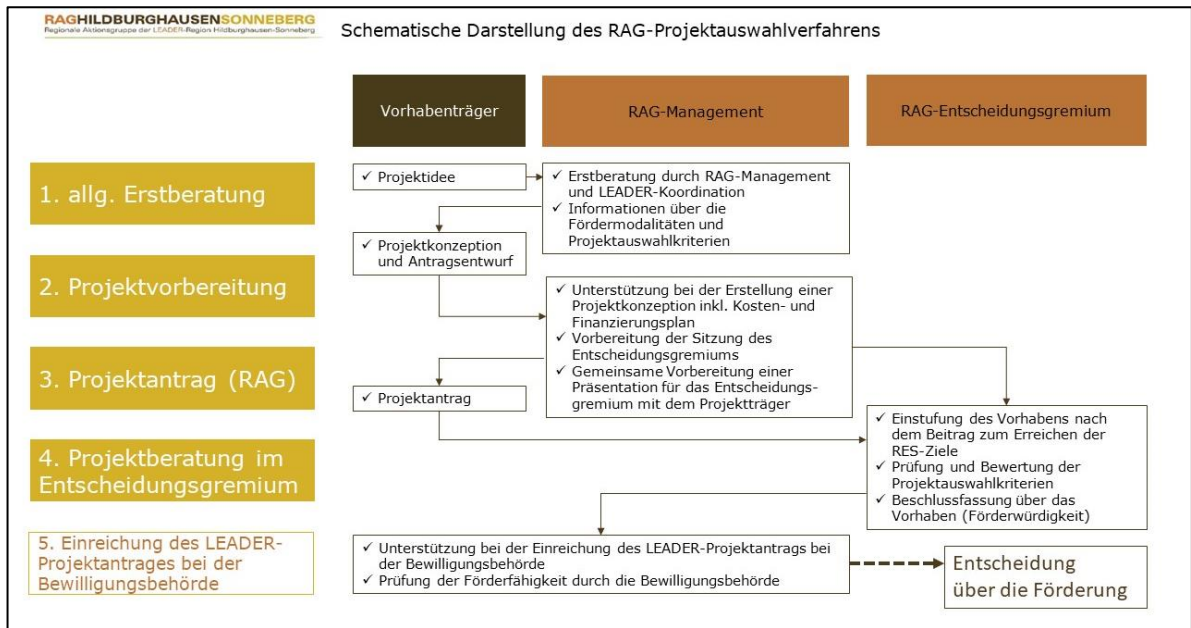 RAGHILDBURGHAUSENSONNEBERG
Regionale Aktionsgruppe der LEADER-Region Hildburghausen-Sonneberg
Schematische Darstellung des RAG-Projektauswahlverfahrens
Vorhabenträger
RAG-Management
RAG-Entscheidungsgremium
1. allg. Erstberatung
✓ Projektidee
✓ Erstberatung durch RAG-Management
und LEADER-Koordination
✓ Informationen über die
Fördermodalitäten und
Projektauswahlkriterien
✓ Projektkonzeption
und Antragsentwurf
2. Projektvorbereitung
✓ Unterstützung bei der Erstellung einer
Projektkonzeption inkl. Kosten- und
Finanzierungsplan
✓ Vorbereitung der Sitzung des
Entscheidungsgremiums
✓ Gemeinsame Vorbereitung einer
Präsentation für das Entscheidungs-
gremium mit dem Projektträger
3. Projektantrag (RAG)
✓ Projektantrag
4. Projektberatung im
Entscheidungsgremium
✓ Einstufung des Vorhabens nach
dem Beitrag zum Erreichen der
RES-Ziele
✓ Prüfung und Bewertung der
Projektauswahlkriterien
✓ Beschlussfassung über das
Vorhaben (Förderwürdigkeit)
5. Einreichung des LEADER-
Projektantrages bei der
Bewilligungsbehörde
✓ Unterstützung bei der Einreichung des LEADER-Projektantrags bei
der Bewilligungsbehörde
✓ Prüfung der Förderfähigkeit durch die Bewilligungsbehörde
Entscheidung
über die Förderung